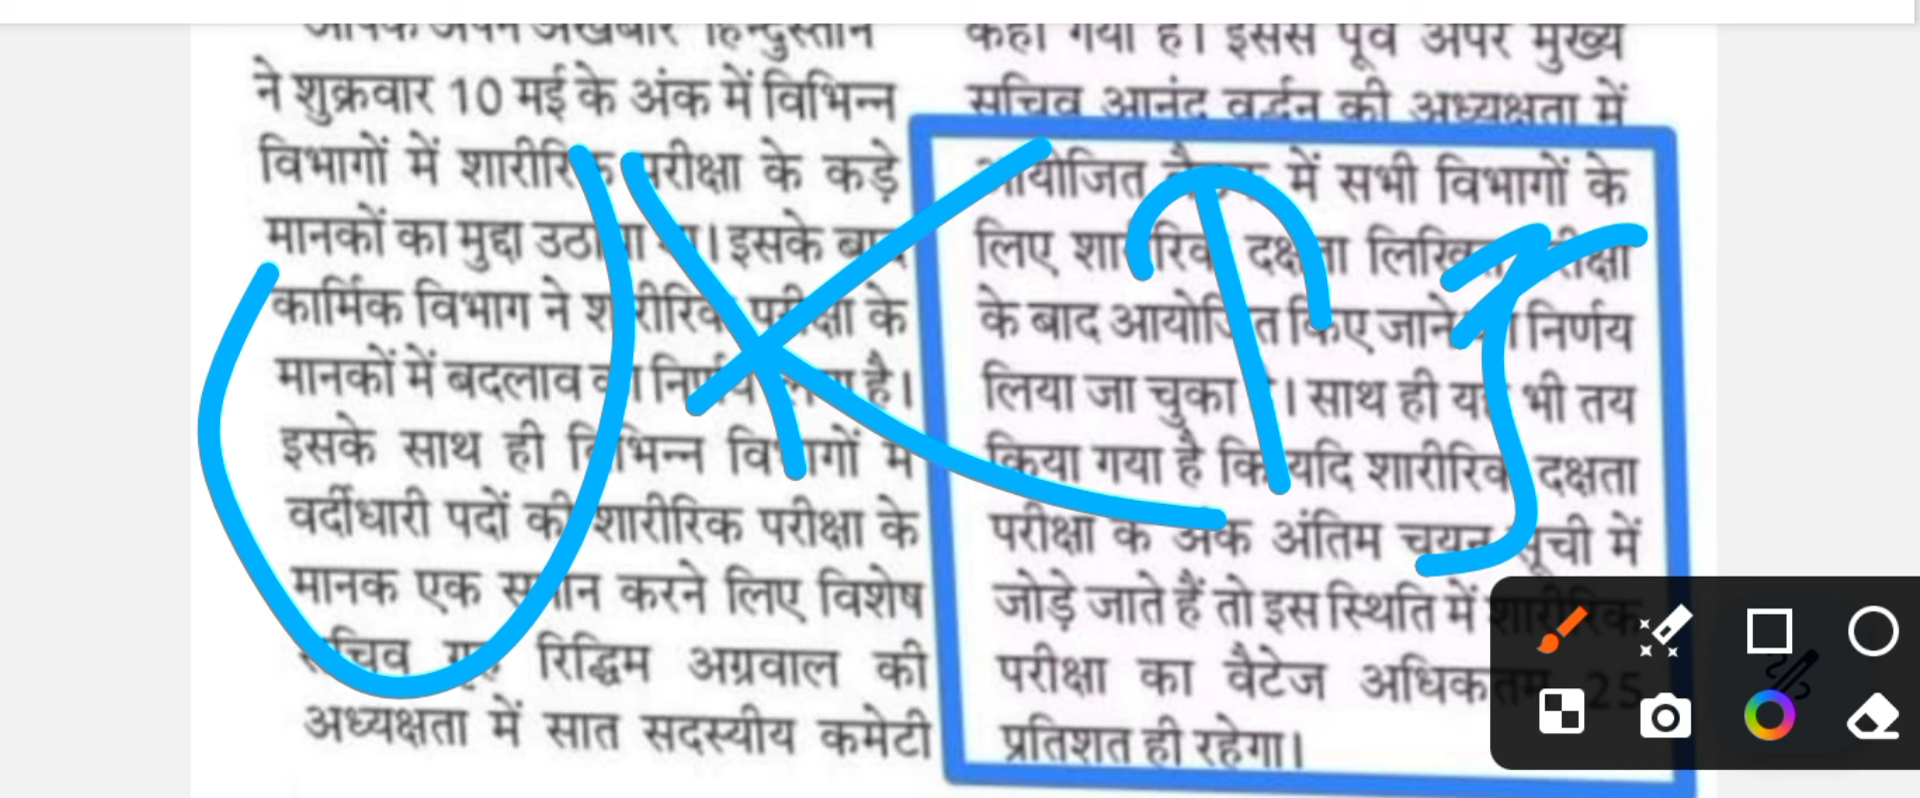 आपके अपने अखबार हिन्दुस्तान
ने शुक्रवार 10 मई के अंक में विभिन्न
विभागों में शारीरिक परीक्षा के कड़े
मानकों का मुद्दा उठाया था। इसके बाद
कार्मिक विभाग ने शारीरिक परीक्षा के
मानकों में बदलाव का निर्णय लिया है।
इसके साथ ही विभिन्न विभागों में
वर्दीधारी पदों की शारीरिक परीक्षा के
मानक एक समान करने लिए विशेष
सचिव गृह रिद्धिम अग्रवाल की
अध्यक्षता में सात सदस्यीय कमेटी
कहा गया है। इससे पूर्व अपर मुख्य
सचिव आनंद वर्द्धन की अध्यक्षता में
आयोजित बैठक में सभी विभागों के
लिए शारीरिक दक्षता लिखित परीक्षा
के बाद आयोजित किए जाने का निर्णय
लिया जा चुका है। साथ ही यह भी तय
किया गया है कि यदि शारीरिक दक्षता
परीक्षा के अंक अंतिम चयन सूची में
जोड़े जाते हैं तो इस स्थिति में शारीरिक
परीक्षा का वैटेज अधिकतम 25
प्रतिशत ही रहेगा।